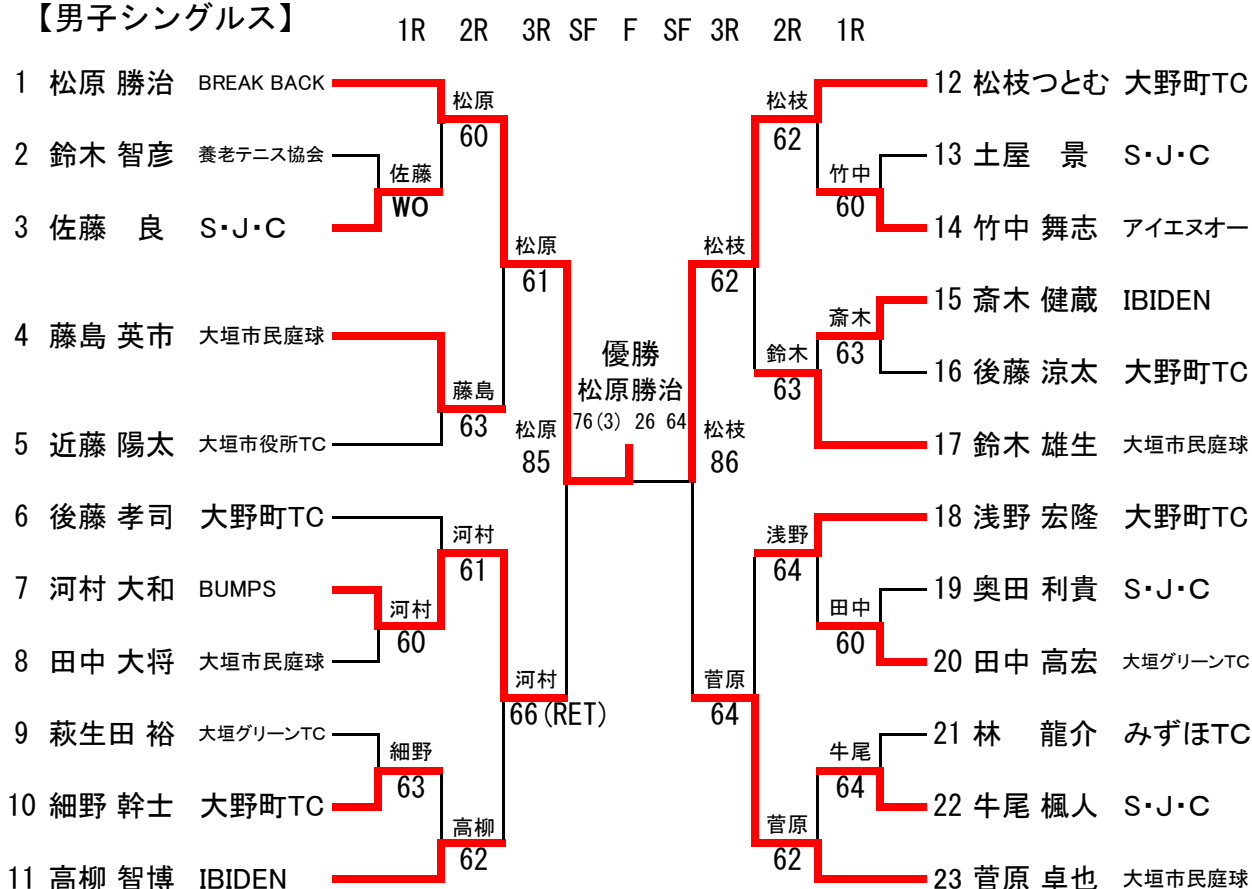 【男子シングルス】
1R 2R 3R SF F SF 3R 2R 1R
1 松原 勝治 BREAK BACK
2 鈴木 智彦 養老テニス協会
3 佐藤 良 S・J・C
4 藤島 英市 大垣市民庭球
5 近藤 陽太 大垣市役所TC
6 後藤 孝司 大野町TC
7 河村 大和 BUMPS
8 田中 大将 大垣市民庭球
9 萩生田 裕 大垣グリーンTC
10 細野 幹士 大野町TC
11 高柳 智博 IBIDEN
佐藤
WO
河村
60
細野
63
松原
60
藤島
63
河村
61
高柳
62
松原
61
河村
66(RET)
松原
85
優勝
松原勝治
76(3) 26 64
松枝
86
松枝
62
菅原
64
松枝
62
鈴木
63
浅野
64
菅原
62
竹中
60
斎木
63
田中
60
牛尾
64
12 松枝つとむ 大野町TC
13 土屋 景 S・J・C
14 竹中 舞志 アイエヌオー
15 斎木 健蔵 IBIDEN
16 後藤 涼太 大野町TC
17 鈴木 雄生 大垣市民庭球
18 浅野 宏隆 大野町TC
19 奥田 利貴 S・J・C
20 田中 高宏 大垣グリーンTC
21 林 龍介 みずほTC
22 牛尾 楓人 S・J・C
23 菅原 卓也 大垣市民庭球